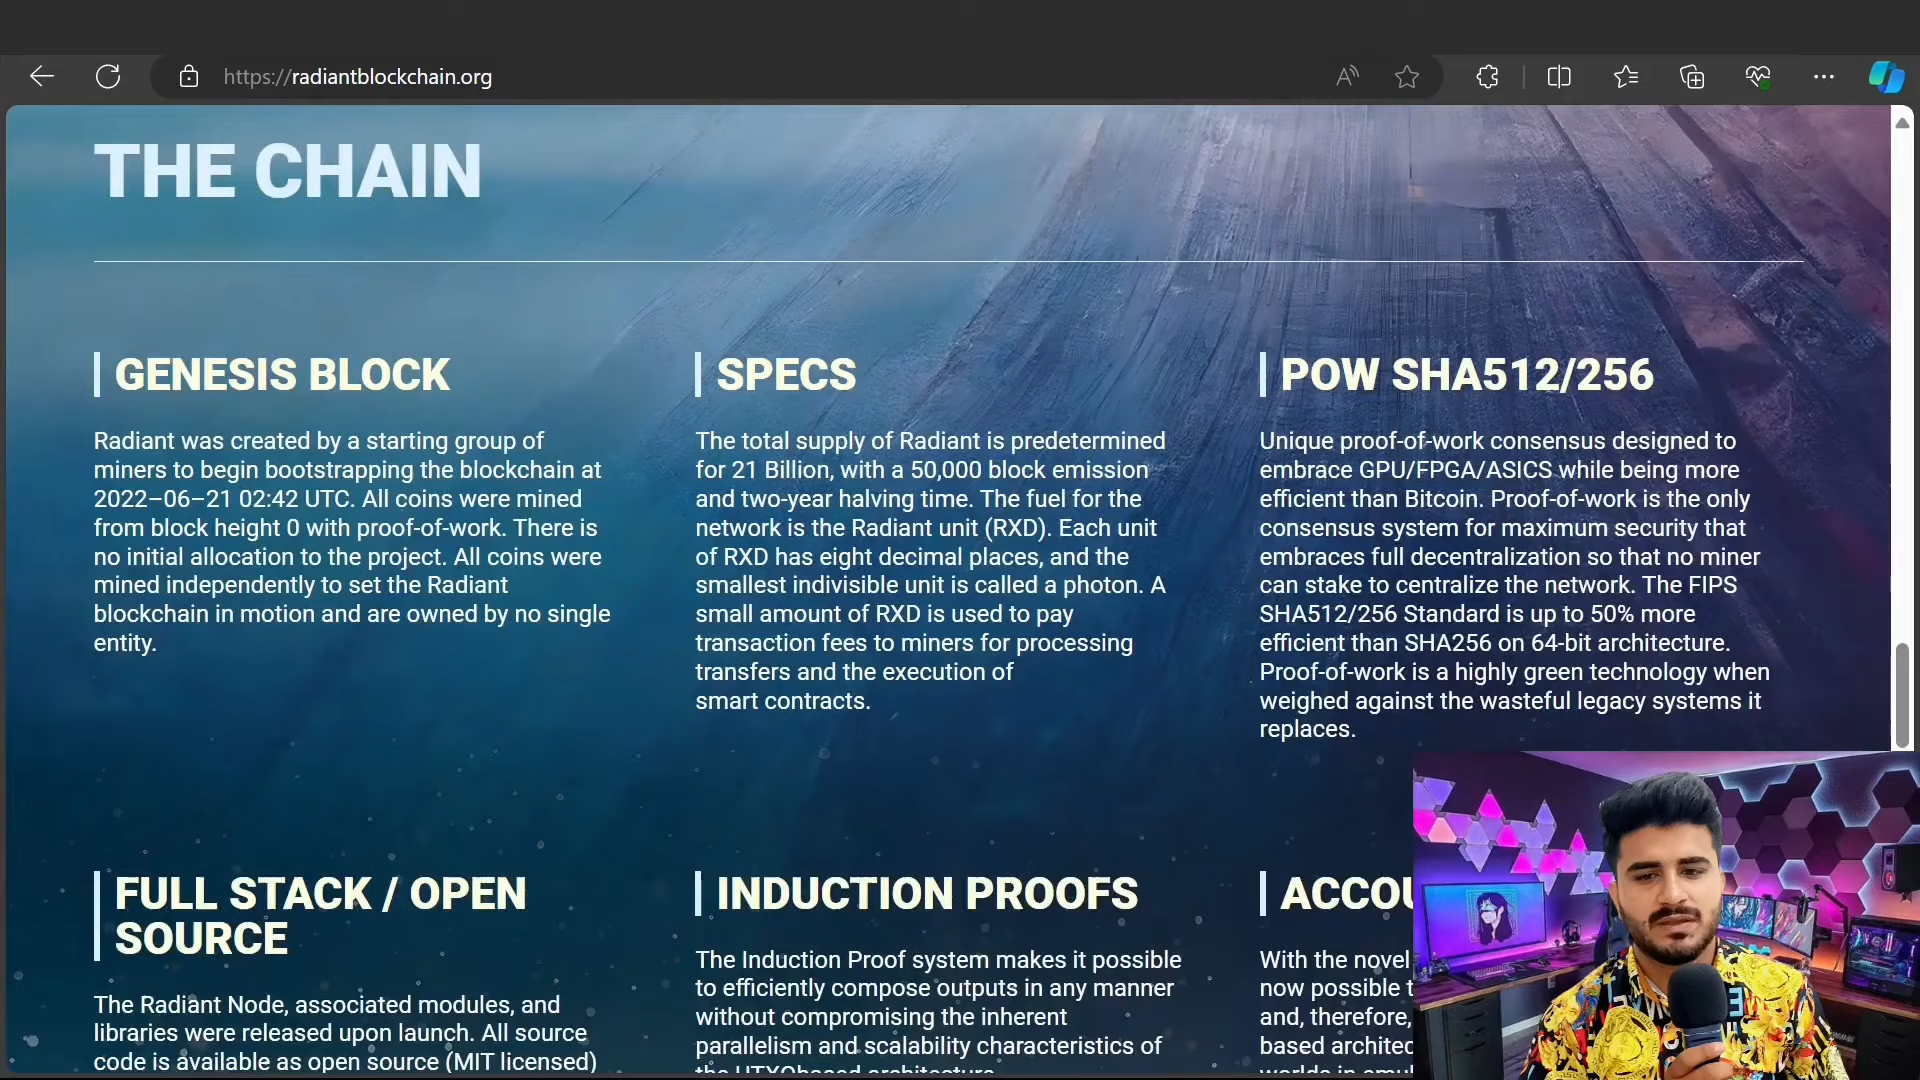 https://radiantblockchain.org
THE CHAIN
GENESIS BLOCK
Radiant was created by a starting group of
miners to begin bootstrapping the blockchain at
2022–06–21 02:42 UTC. All coins were mined
from block height 0 with proof-of-work. There is
no initial allocation to the project. All coins were
mined independently to set the Radiant
blockchain in motion and are owned by no single
entity.
SPECS
The total supply of Radiant is predetermined
for 21 Billion, with a 50,000 block emission
and two-year halving time. The fuel for the
network is the Radiant unit (RXD). Each unit
of RXD has eight decimal places, and the
smallest indivisible unit is called a photon. A
small amount of RXD is used to pay
transaction fees to miners for processing
transfers and the execution of
smart contracts.
POW SHA512/256
Unique proof-of-work consensus designed to
embrace GPU/FPGA/ASICS while being more
efficient than Bitcoin. Proof-of-work is the only
consensus system for maximum security that
embraces full decentralization so that no miner
can stake to centralize the network. The FIPS
SHA512/256 Standard is up to 50% more
efficient than SHA256 on 64-bit architecture.
Proof-of-work is a highly green technology when
weighed against the wasteful legacy systems it
replaces.
FULL STACK / OPEN
SOURCE
The Radiant Node, associated modules, and
libraries were released upon launch. All source
code is available as open source (MIT licensed)
INDUCTION PROOFS
The Induction Proof system makes it possible
to efficiently compose outputs in any manner
without compromising the inherent
parallelism and scalability characteristics of
ACCOU
With the novel
now possible t
and, therefore,
based architec